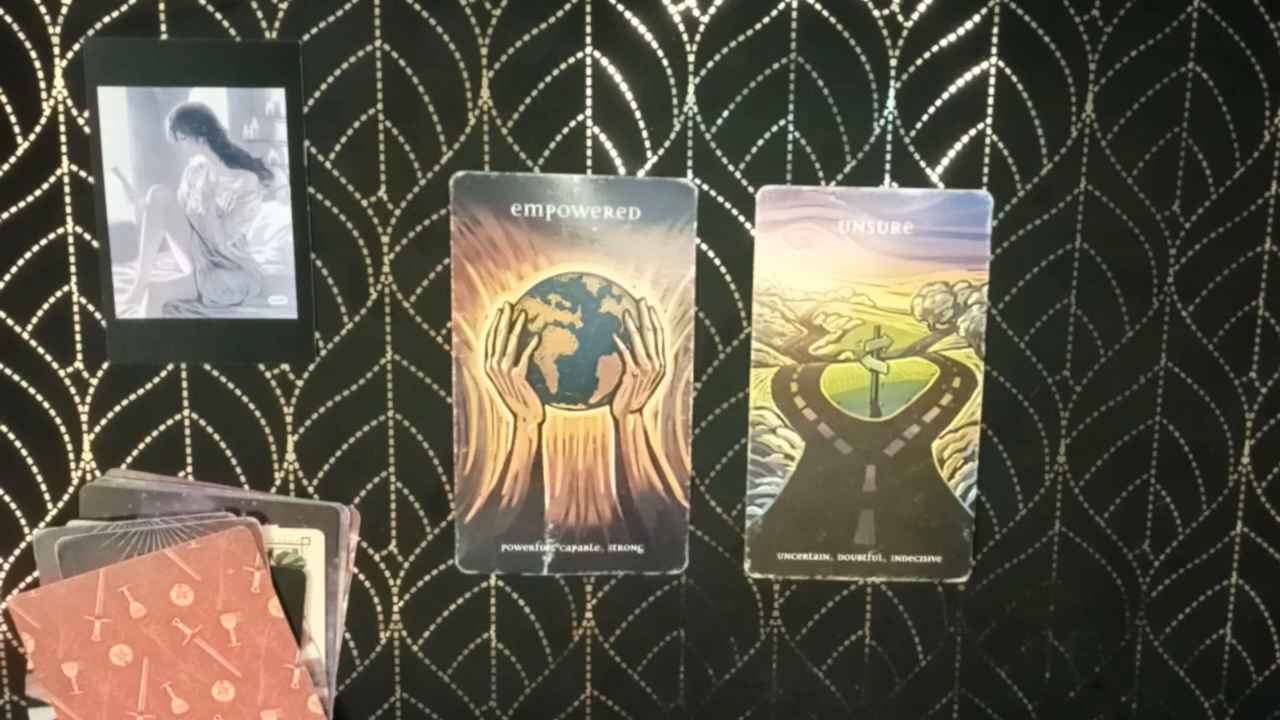 empowered
POWERFUL, CAPABLE, STRONG
UNSURE
UNCERTAIN, DOUBTFUL, INDECISIVE